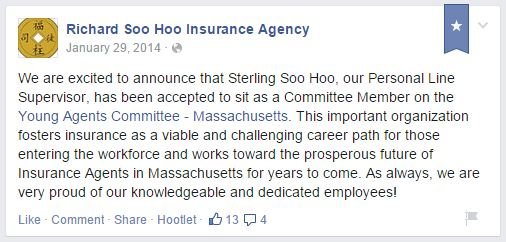 Richard Soo Hoo Insurance Agency
January 29, 2014 ·
We are excited to announce that Sterling Soo Hoo, our Personal Line
Supervisor, has been accepted to sit as a Committee Member on the
Young Agents Committee - Massachusetts. This important organization
fosters insurance as a viable and challenging career path for those
entering the workforce and works toward the prosperous future of
Insurance Agents in Massachusetts for years to come. As always, we are
very proud of our knowledgeable and dedicated employees!
Like · Comment · Share · Hootlet · 13 4